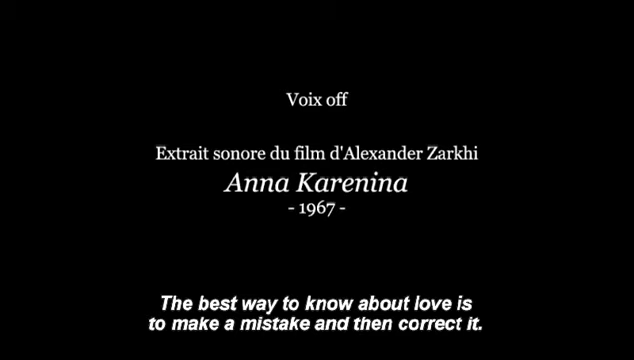 Voix off
Extrait sonore du film d'Alexander Zarkhi
Anna Karenina
- 1967 -
The best way to know about love is
to make a mistake and then correct it.